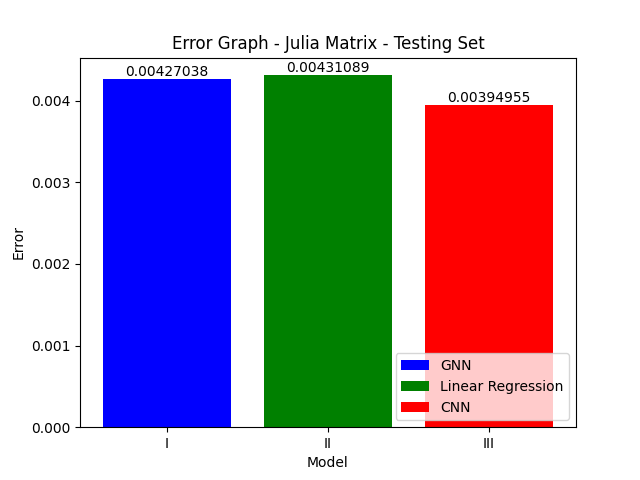 Error Graph - Julia Matrix - Testing Set
0.00427038
0.00431089
0.00394955
0.004
0.003
0.002
0.001
0.000
Error
GNN
Linear Regression
CNN
I
II
III
Model